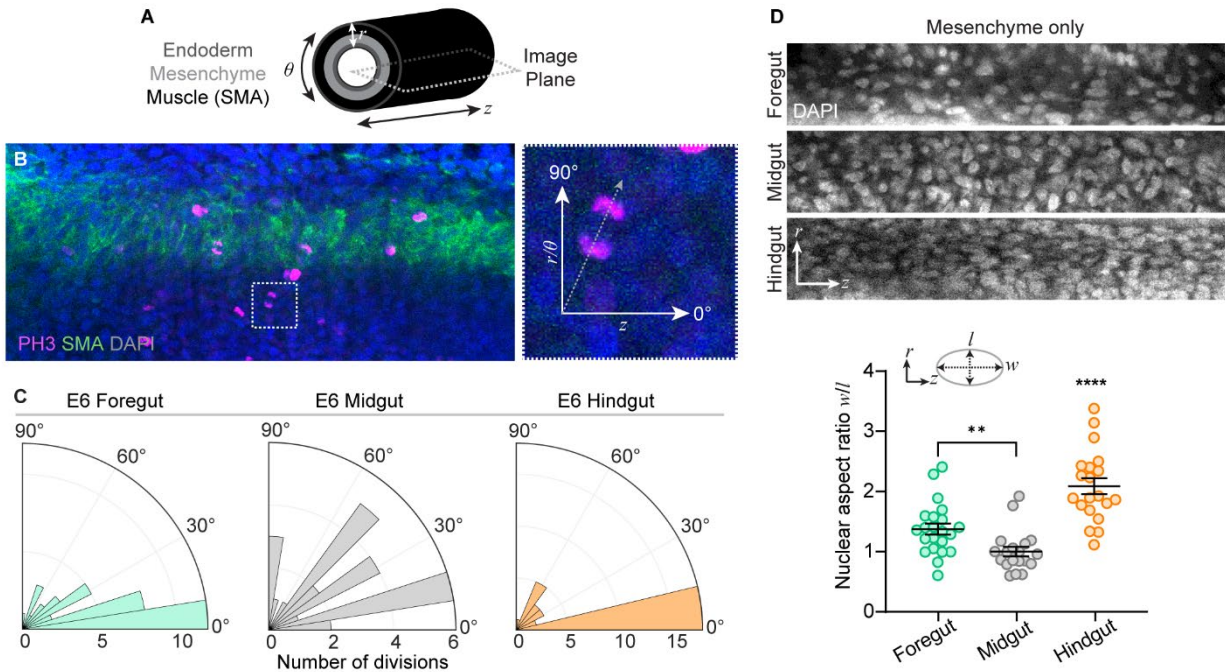 A
Endoderm
Mesenchyme
Muscle (SMA)
θ
r
z
Image
Plane
B
PH3 SMA DAPI
90°
r/θ
z
0°
C
E6 Foregut
E6 Midgut
E6 Hindgut
90°
60°
30°
0°
0 5 10
90°
60°
30°
0°
0 2 4 6
90°
60°
30°
0°
0 5 10 15
Number of divisions
D
Mesenchyme only
Foregut
DAPI
Midgut
Hindgut
r
z
r
z
l
w
Nuclear aspect ratio w/l
4
3
2
1
0
**
****
Foregut
Midgut
Hindgut